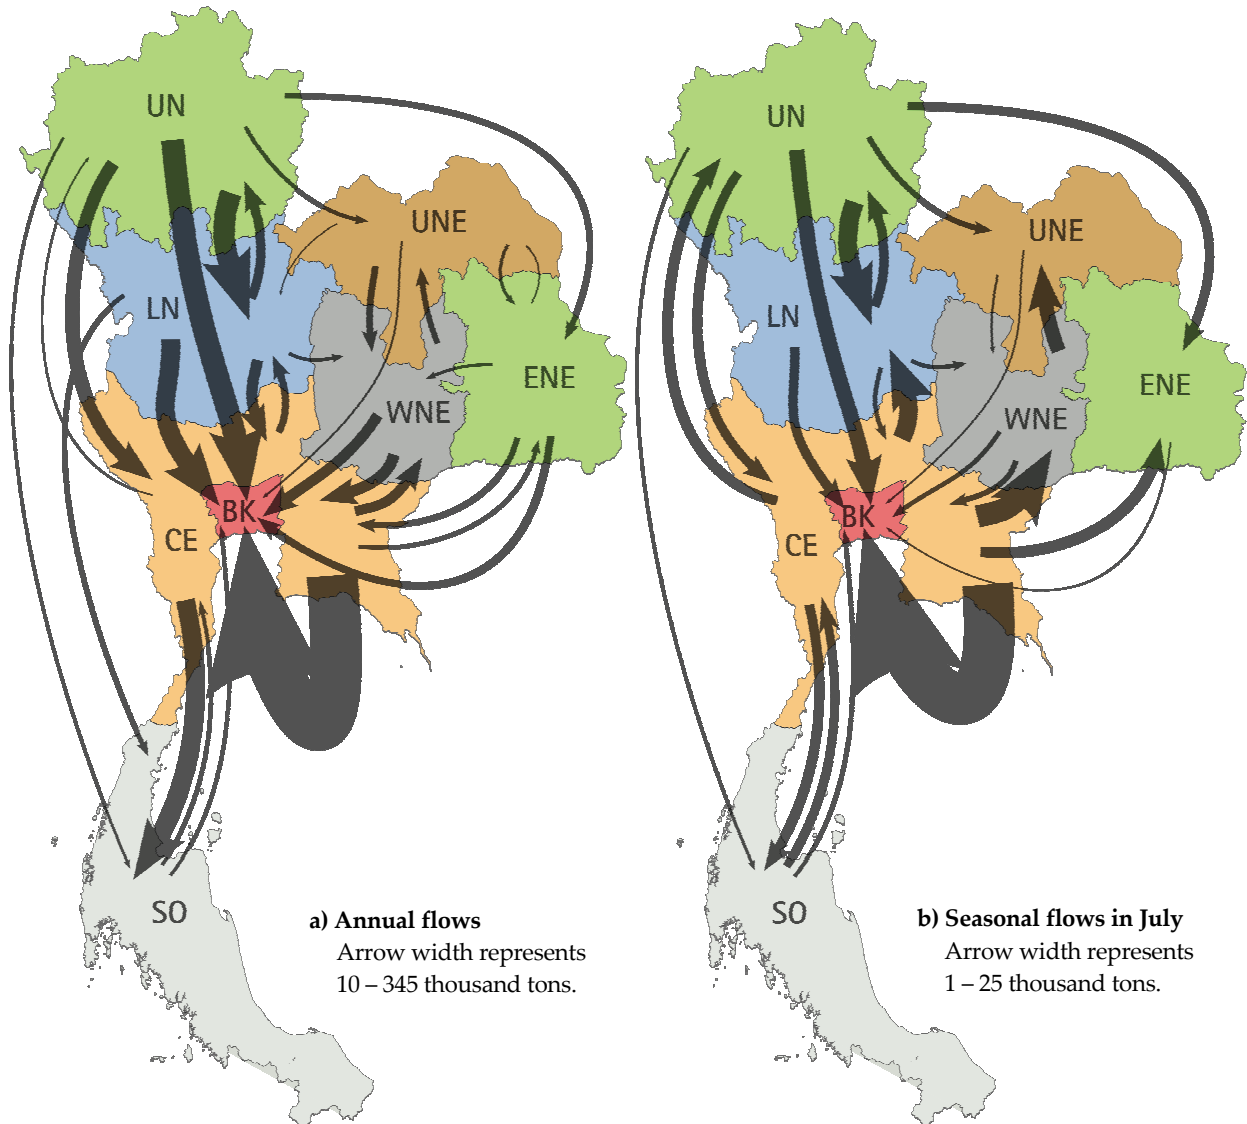 UN
UNE
LN
ENE
WNE
BK
CE
SO
a) Annual flows
Arrow width represents
10 – 345 thousand tons.
UN
UNE
LN
ENE
WNE
BK
CE
SO
b) Seasonal flows in July
Arrow width represents
1 – 25 thousand tons.